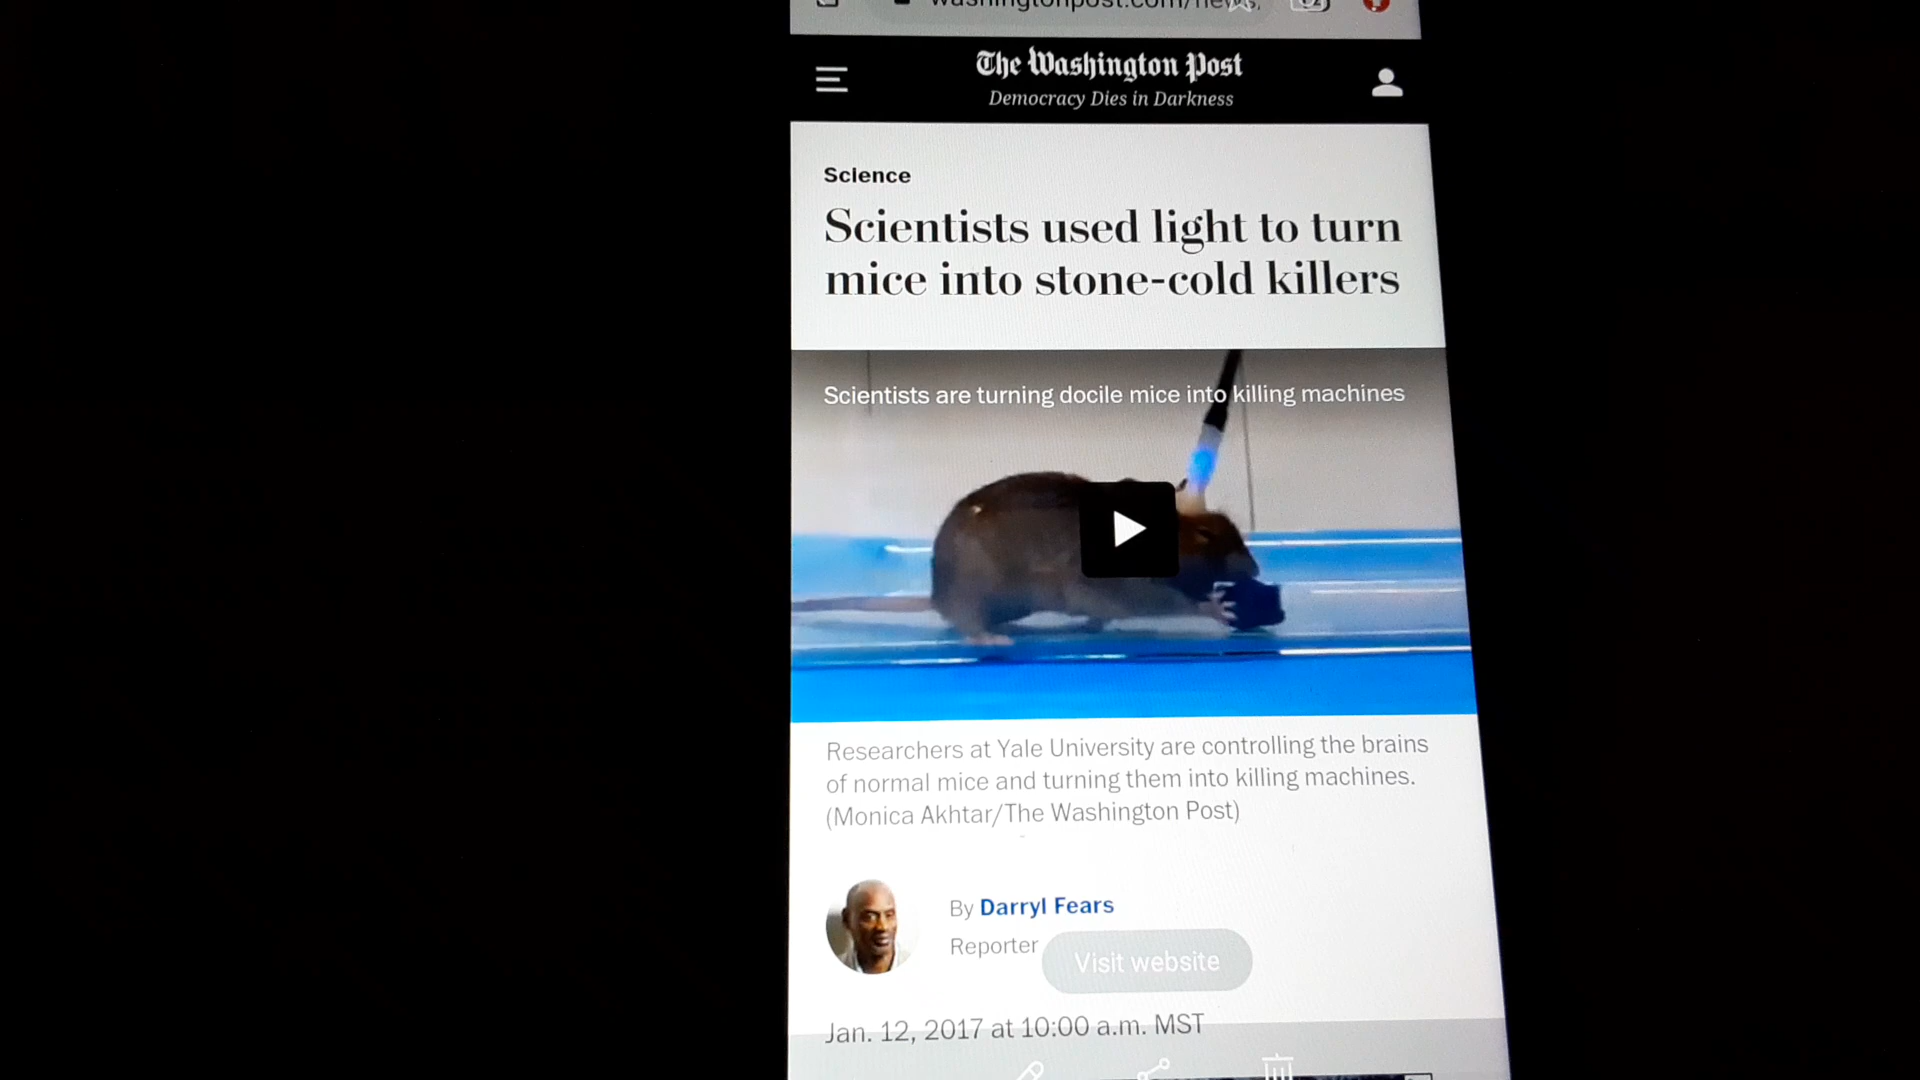 washingtonpost.com/news,
The Washington Post
Democracy Dies in Darkness
Science
Scientists used light to turn
mice into stone-cold killers
Scientists are turning docile mice into killing machines
Researchers at Yale University are controlling the brains
of normal mice and turning them into killing machines.
(Monica Akhtar/The Washington Post)
By Darryl Fears
Reporter
Visit website
Jan. 12, 2017 at 10:00 a.m. MST